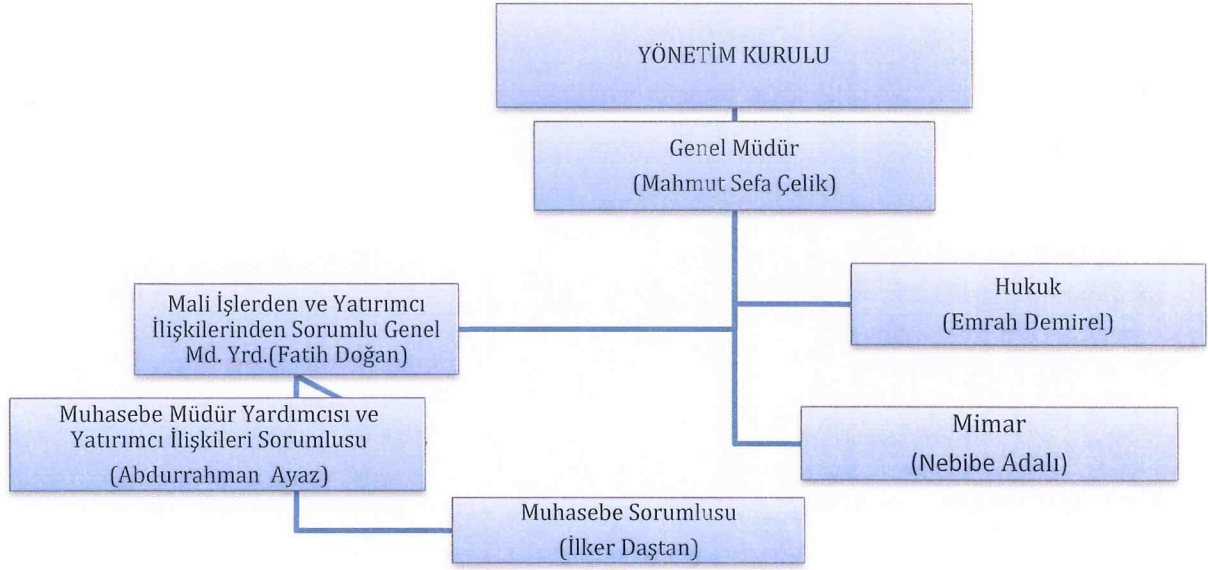 YÖNETİM KURULU
Genel Müdür
(Mahmut Sefa Çelik)
Hukuk
(Emrah Demirel)
Mali İşlerden ve Yatırımcı
İlişkilerinden Sorumlu Genel
Md. Yrd.(Fatih Doğan)
Muhasebe Müdür Yardımcısı ve
Yatırımcı İlişkileri Sorumlusu
(Abdurrahman Ayaz)
Mimar
(Nebibe Adalı)
Muhasebe Sorumlusu
(İlker Daştan)